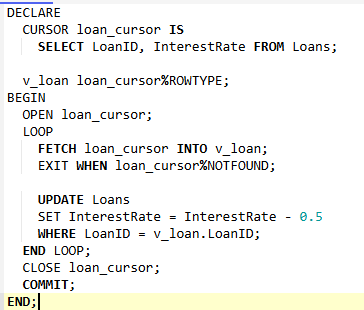 DECLARE
  CURSOR loan_cursor IS
    SELECT LoanID, InterestRate FROM Loans;

  v_loan loan_cursor%ROWTYPE;
BEGIN
  OPEN loan_cursor;
  LOOP
    FETCH loan_cursor INTO v_loan;
    EXIT WHEN loan_cursor%NOTFOUND;

    UPDATE Loans
    SET InterestRate = InterestRate - 0.5
    WHERE LoanID = v_loan.LoanID;
  END LOOP;
  CLOSE loan_cursor;
  COMMIT;
END;